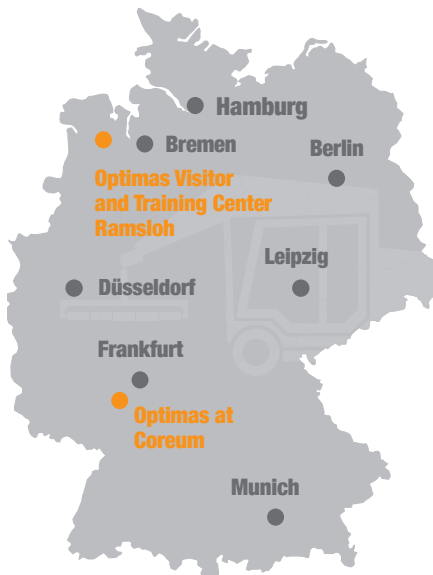 Hamburg
Bremen
Berlin
Optimas Visitor
and Training Center
Ramsloh
Leipzig
Düsseldorf
Frankfurt
Optimas at
Coreum
Munich